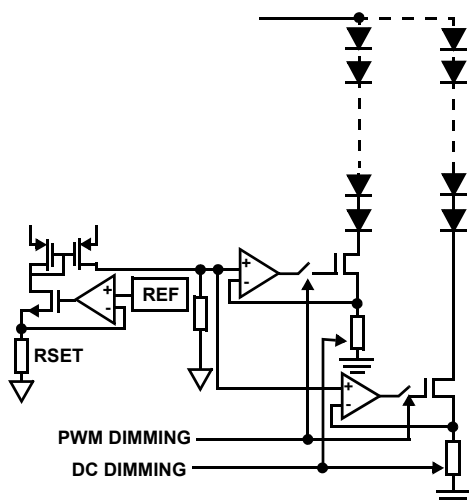 +
-
REF
+
-
RSET
+
-
PWM DIMMING
DC DIMMING